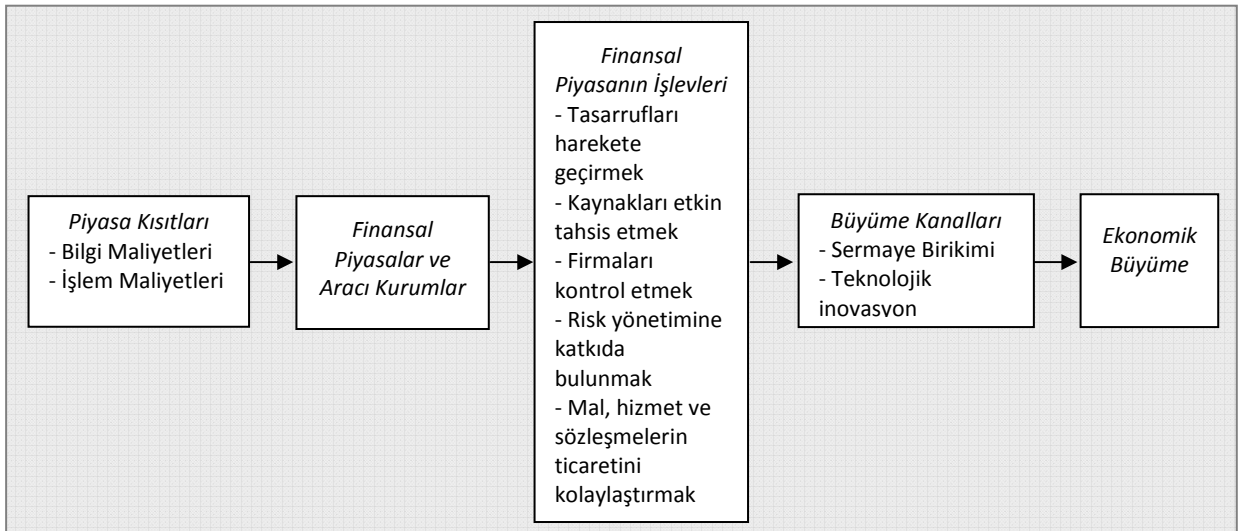 Piyasa Kısıtları
- Bilgi Maliyetleri
- İşlem Maliyetleri
Finansal
Piyasalar ve
Aracı Kurumlar
Finansal
Piyasanın İşlevleri
- Tasarrufları
harekete
geçirmek
- Kaynakları etkin
tahsis etmek
- Firmaları
kontrol etmek
- Risk yönetimine
katkıda
bulunmak
- Mal, hizmet ve
sözleşmelerin
ticaretini
kolaylaştırmak
Büyüme Kanalları
- Sermaye Birikimi
- Teknolojik
inovasyon
Ekonomik
Büyüme